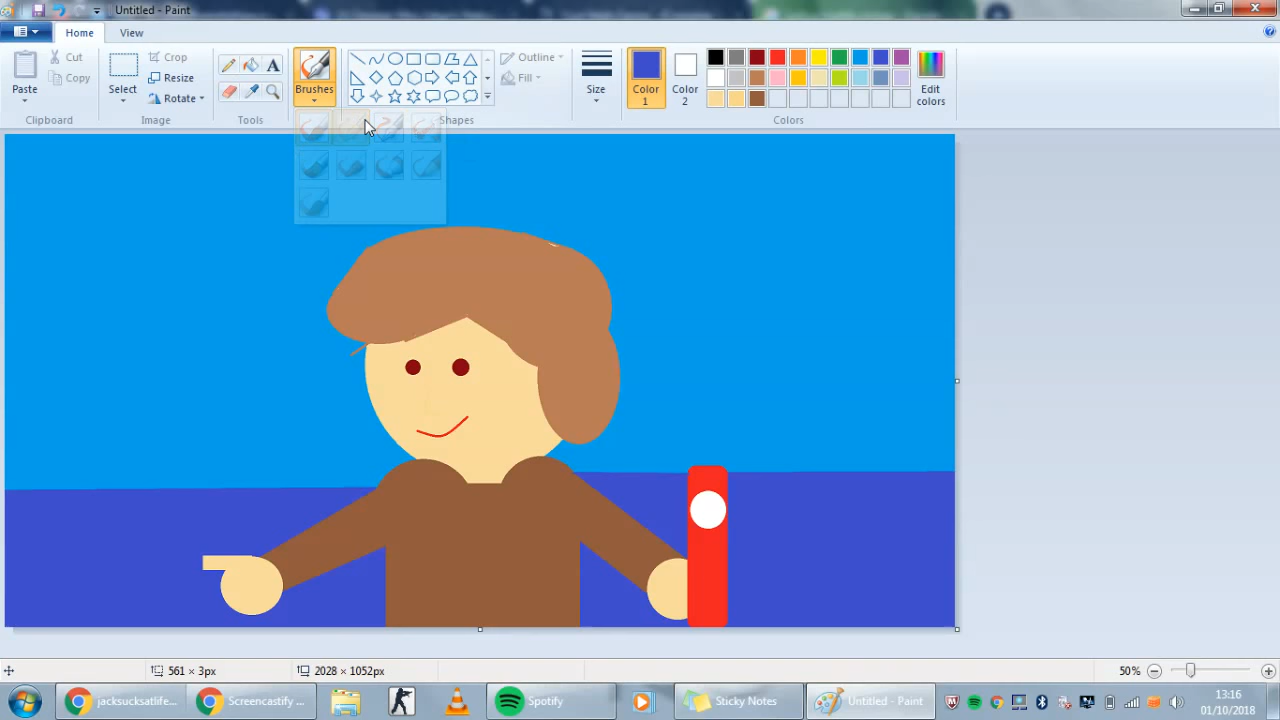 Untitled - Paint
Home View
Paste
Cut
Copy
Clipboard
Select
Crop
Resize
Rotate
Image
Tools
Brushes
Outline
Fill
Shapes
Size
Color 1
Color 2
Edit colors
Colors
561 × 3px
2028 × 1052px
50%
jacksucksatlife...
Screencastify ...
Spotify
Sticky Notes
Untitled - Paint
13:16
01/10/2018